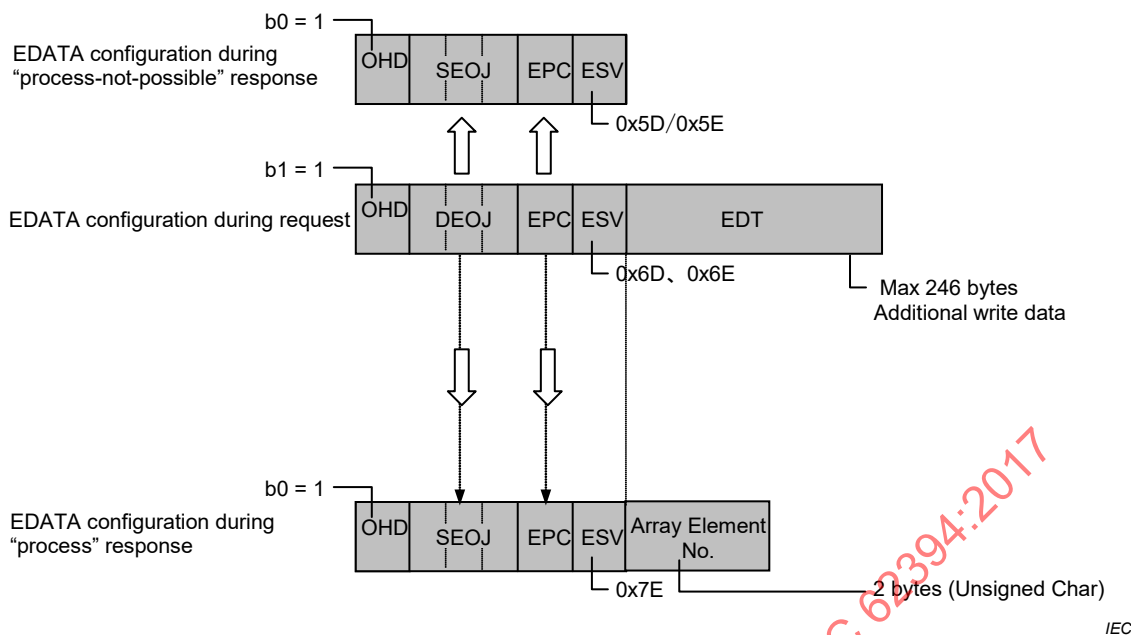 b0 = 1
EDATA configuration during
“process-not-possible” response
OHD SEOJ EPC ESV
0x5D/0x5E
b1 = 1
EDATA configuration during request
OHD DEOJ EPC ESV EDT
0x6D、0x6E
Max 246 bytes
Additional write data
b0 = 1
EDATA configuration during
“process” response
OHD SEOJ EPC ESV Array Element
No.
0x7E
2 bytes (Unsigned Char)
C 62394:2017
IEC